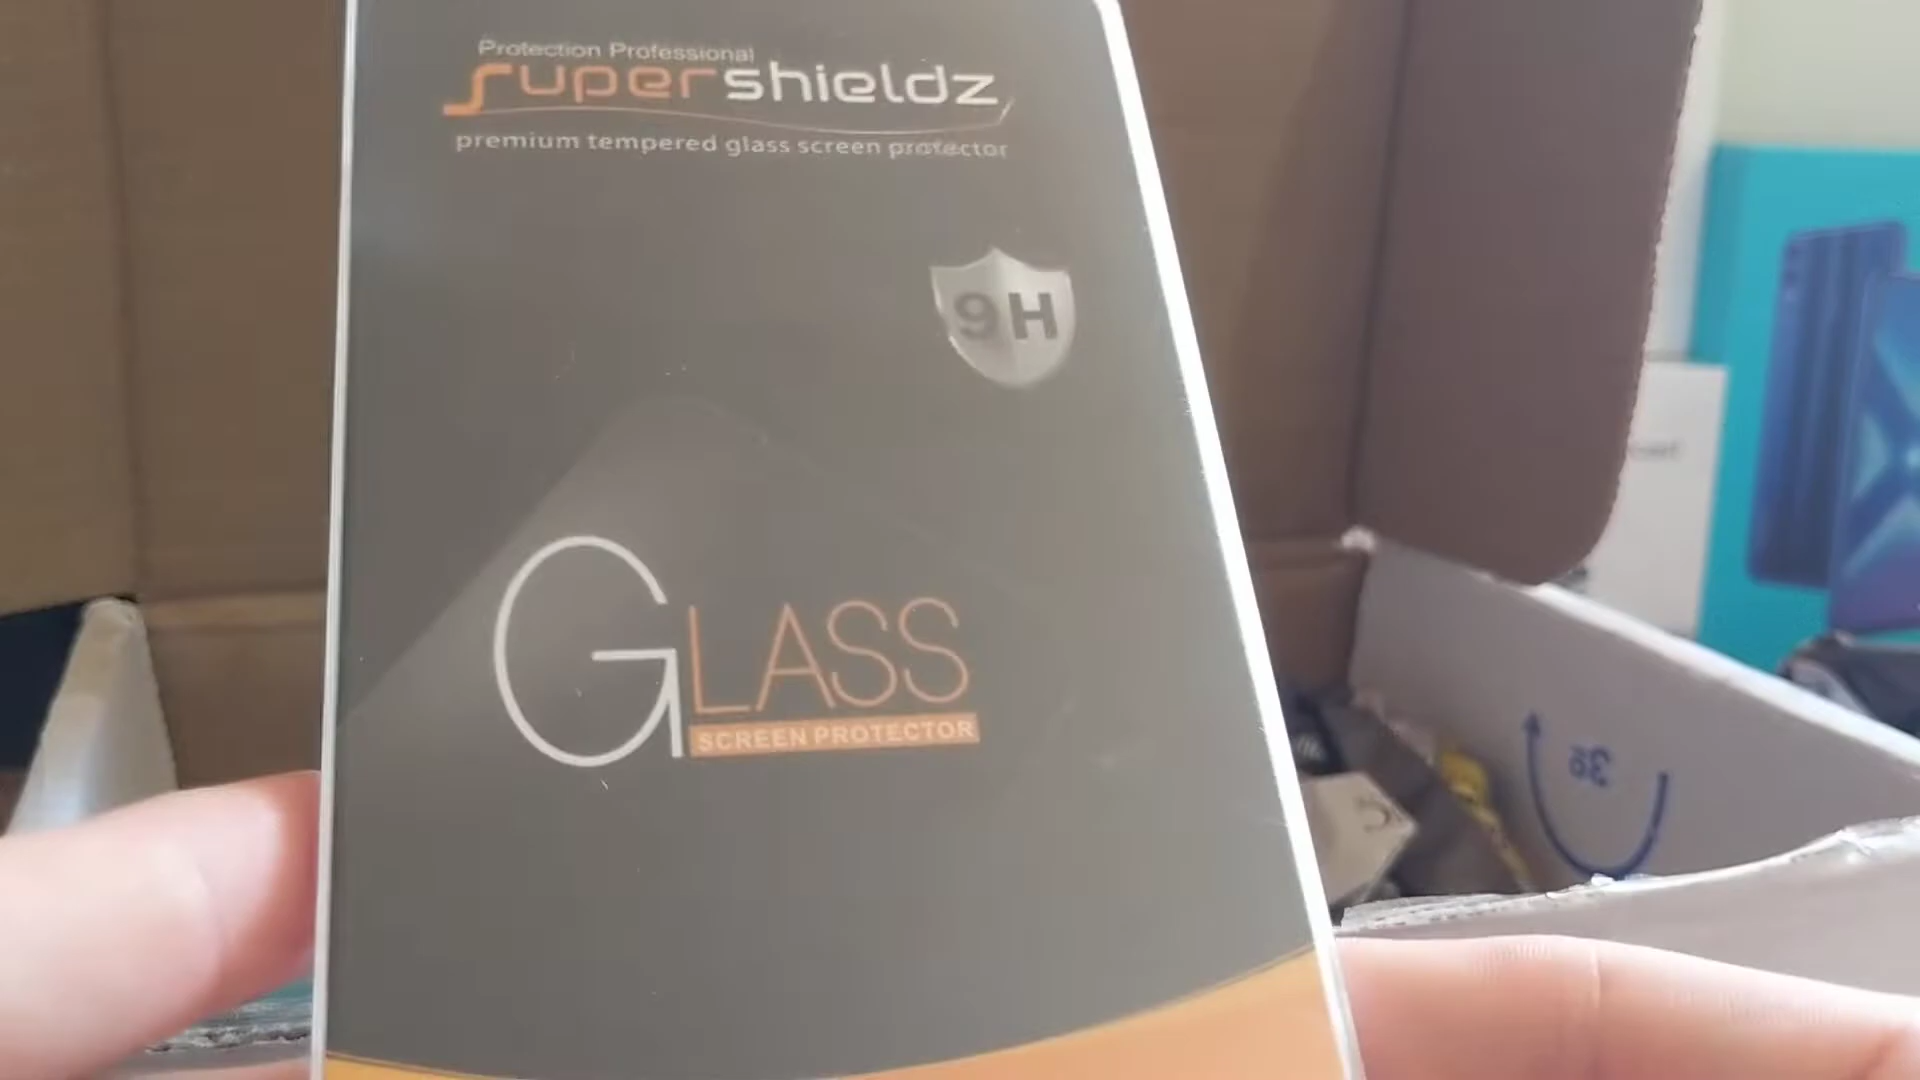 Protection Professional
supershieldz
premium tempered glass screen protector
9H
GLASS
SCREEN PROTECTOR